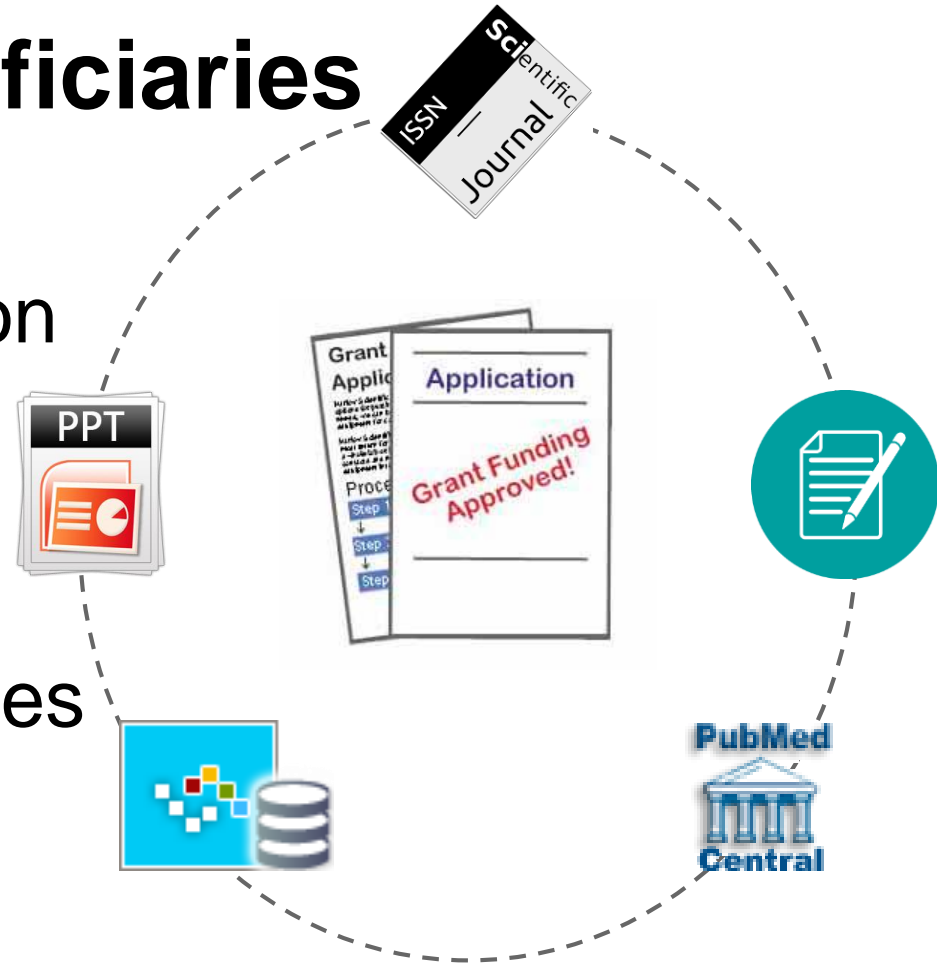 ficiaries
Scientific
ISSN
Journal
on
Grant
Applic
Application
Grant Funding
Approved!
Proce
Step 1
Step
Step
PPT
es
PubMed
Central